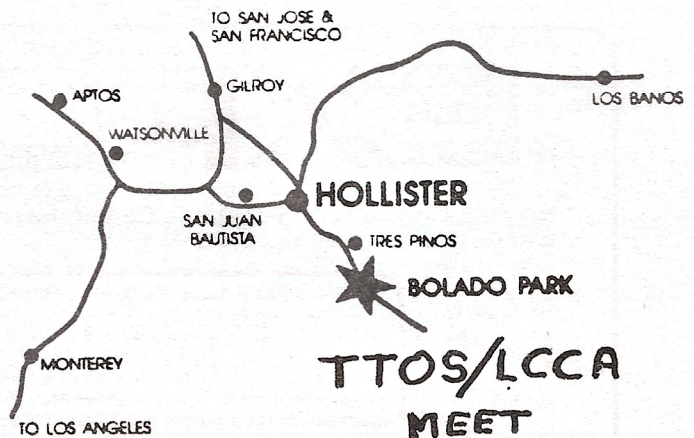 TO SAN JOSE &
SAN FRANCISCO
GILROY
APTOS
LOS BANOS
WATSONVILLE
HOLLISTER
SAN JUAN
BAUTISTA
TRES PINOS
BOLADO PARK
MONTEREY
TTOS/LCCA
MEET
TO LOS ANGELES